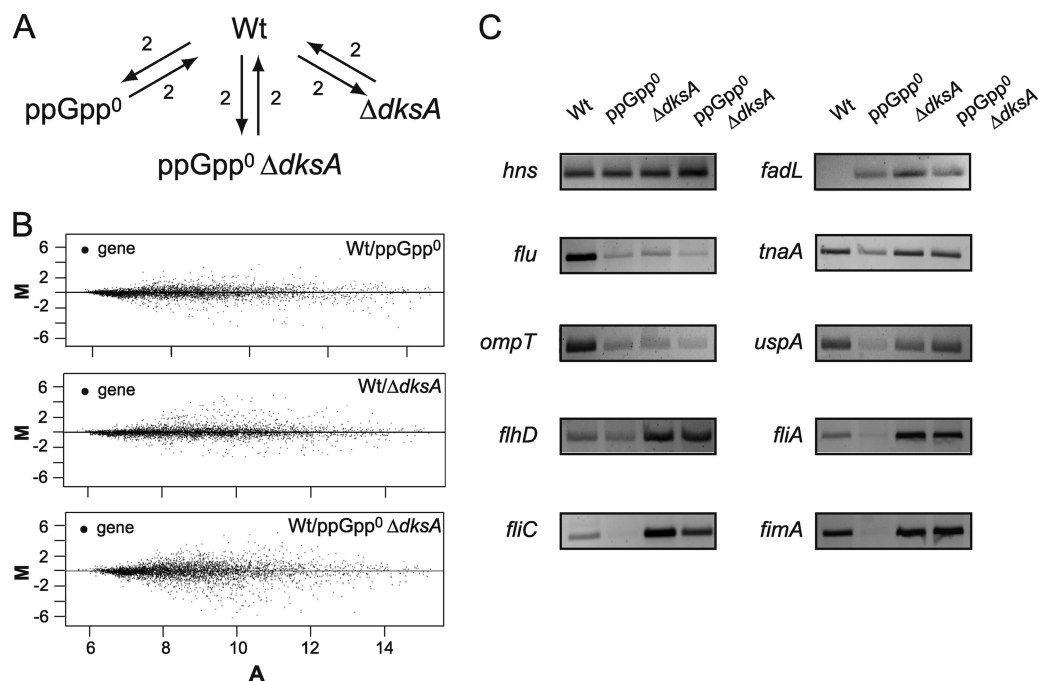 A
Wt
2
2
2
2
2
2
ppGpp⁰
ΔdksA
ppGpp⁰ ΔdksA
B
gene
Wt/ppGpp⁰
M
6
2
-2
-6
gene
Wt/ΔdksA
M
6
2
-2
-6
gene
Wt/ppGpp⁰ ΔdksA
M
6
2
-2
-6
6
8
10
12
14
A
C
Wt
ppGpp⁰
ΔdksA
ppGpp⁰
ΔdksA
hns
flu
ompT
flhD
fliC
Wt
ppGpp⁰
ΔdksA
ppGpp⁰
ΔdksA
fadL
tnaA
uspA
fliA
fimA